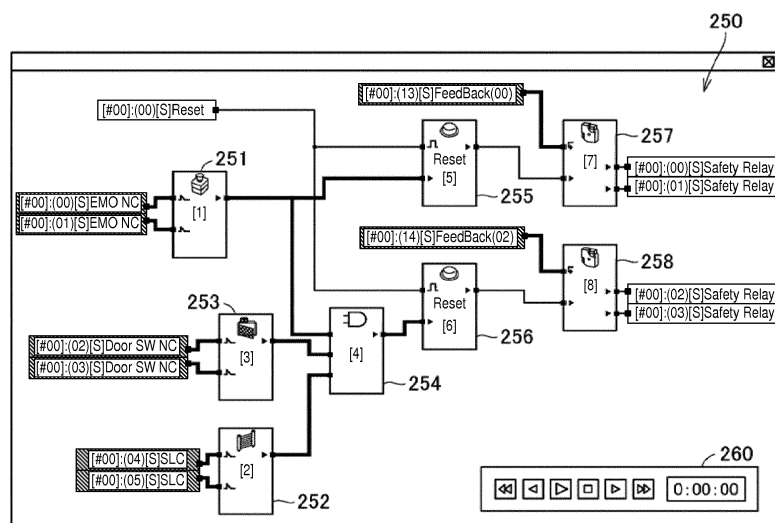 250
[#00]:(13)[S]FeedBack(00)
[#00]:(00)[S]Reset
257
251
Reset
[5]
[7]
[#00]:(00)[S]Safety Relay
[#00]:(01)[S]Safety Relay
[#00]:(00)[S]EMO NC
[#00]:(01)[S]EMO NC
[1]
255
[#00]:(14)[S]FeedBack(02)
258
253
Reset
[6]
[8]
[#00]:(02)[S]Safety Relay
[#00]:(03)[S]Safety Relay
[#00]:(02)[S]Door SW NC
[#00]:(03)[S]Door SW NC
[3]
[4]
256
254
[#00]:(04)[S]SLC
[#00]:(05)[S]SLC
[2]
252
260
0:00:00